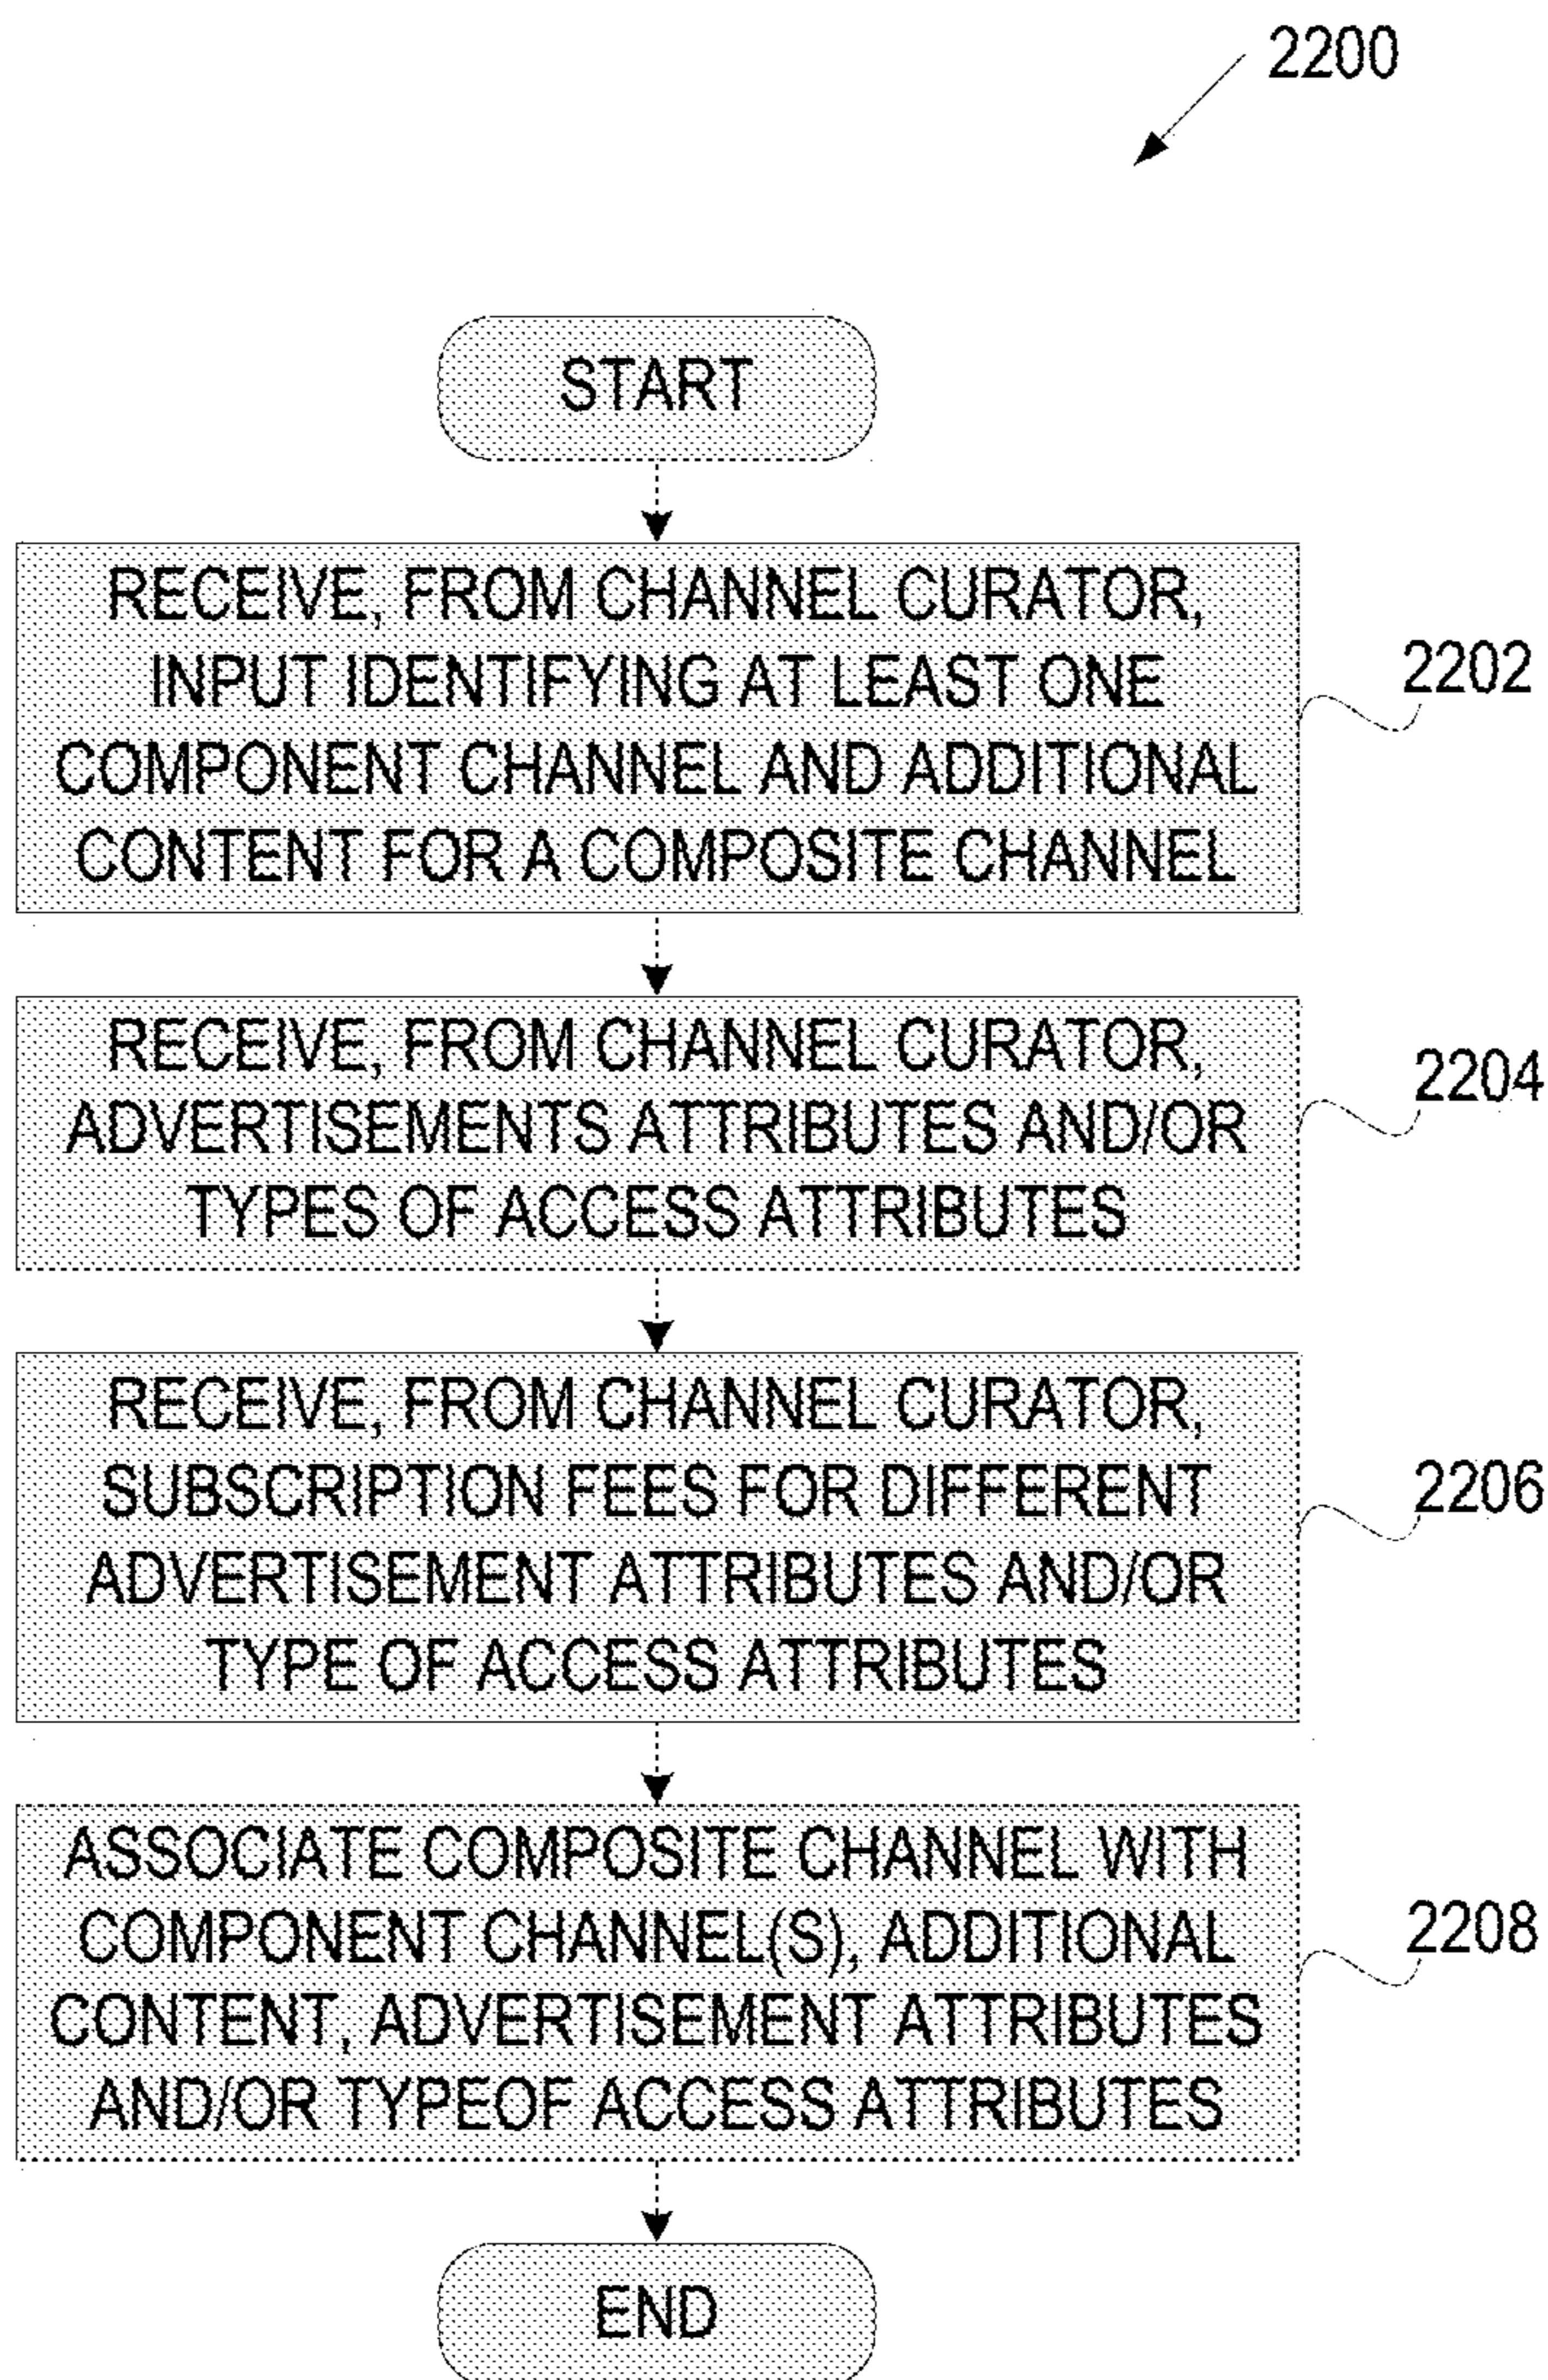 2200
START
RECEIVE, FROM CHANNEL CURATOR,
INPUT IDENTIFYING AT LEAST ONE
COMPONENT CHANNEL AND ADDITIONAL
CONTENT FOR A COMPOSITE CHANNEL
2202
RECEIVE, FROM CHANNEL CURATOR,
ADVERTISEMENTS ATTRIBUTES AND/OR
TYPES OF ACCESS ATTRIBUTES
2204
RECEIVE, FROM CHANNEL CURATOR,
SUBSCRIPTION FEES FOR DIFFERENT
ADVERTISEMENT ATTRIBUTES AND/OR
TYPE OF ACCESS ATTRIBUTES
2206
ASSOCIATE COMPOSITE CHANNEL WITH
COMPONENT CHANNEL(S), ADDITIONAL
CONTENT, ADVERTISEMENT ATTRIBUTES
AND/OR TYPEOF ACCESS ATTRIBUTES
2208
END